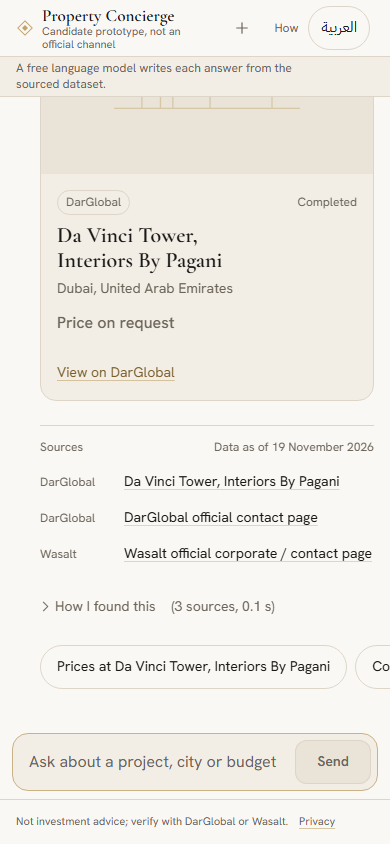 Property Concierge
Candidate prototype, not an
official channel
+
How
العربية
A free language model writes each answer from the
sourced dataset.
DarGlobal
Completed
Da Vinci Tower,
Interiors By Pagani
Dubai, United Arab Emirates
Price on request
View on DarGlobal
Sources
Data as of 19 November 2026
DarGlobal
Da Vinci Tower, Interiors By Pagani
DarGlobal
DarGlobal official contact page
Wasalt
Wasalt official corporate / contact page
How I found this (3 sources, 0.1 s)
Prices at Da Vinci Tower, Interiors By Pagani
Co
Ask about a project, city or budget
Send
Not investment advice; verify with DarGlobal or Wasalt.
Privacy